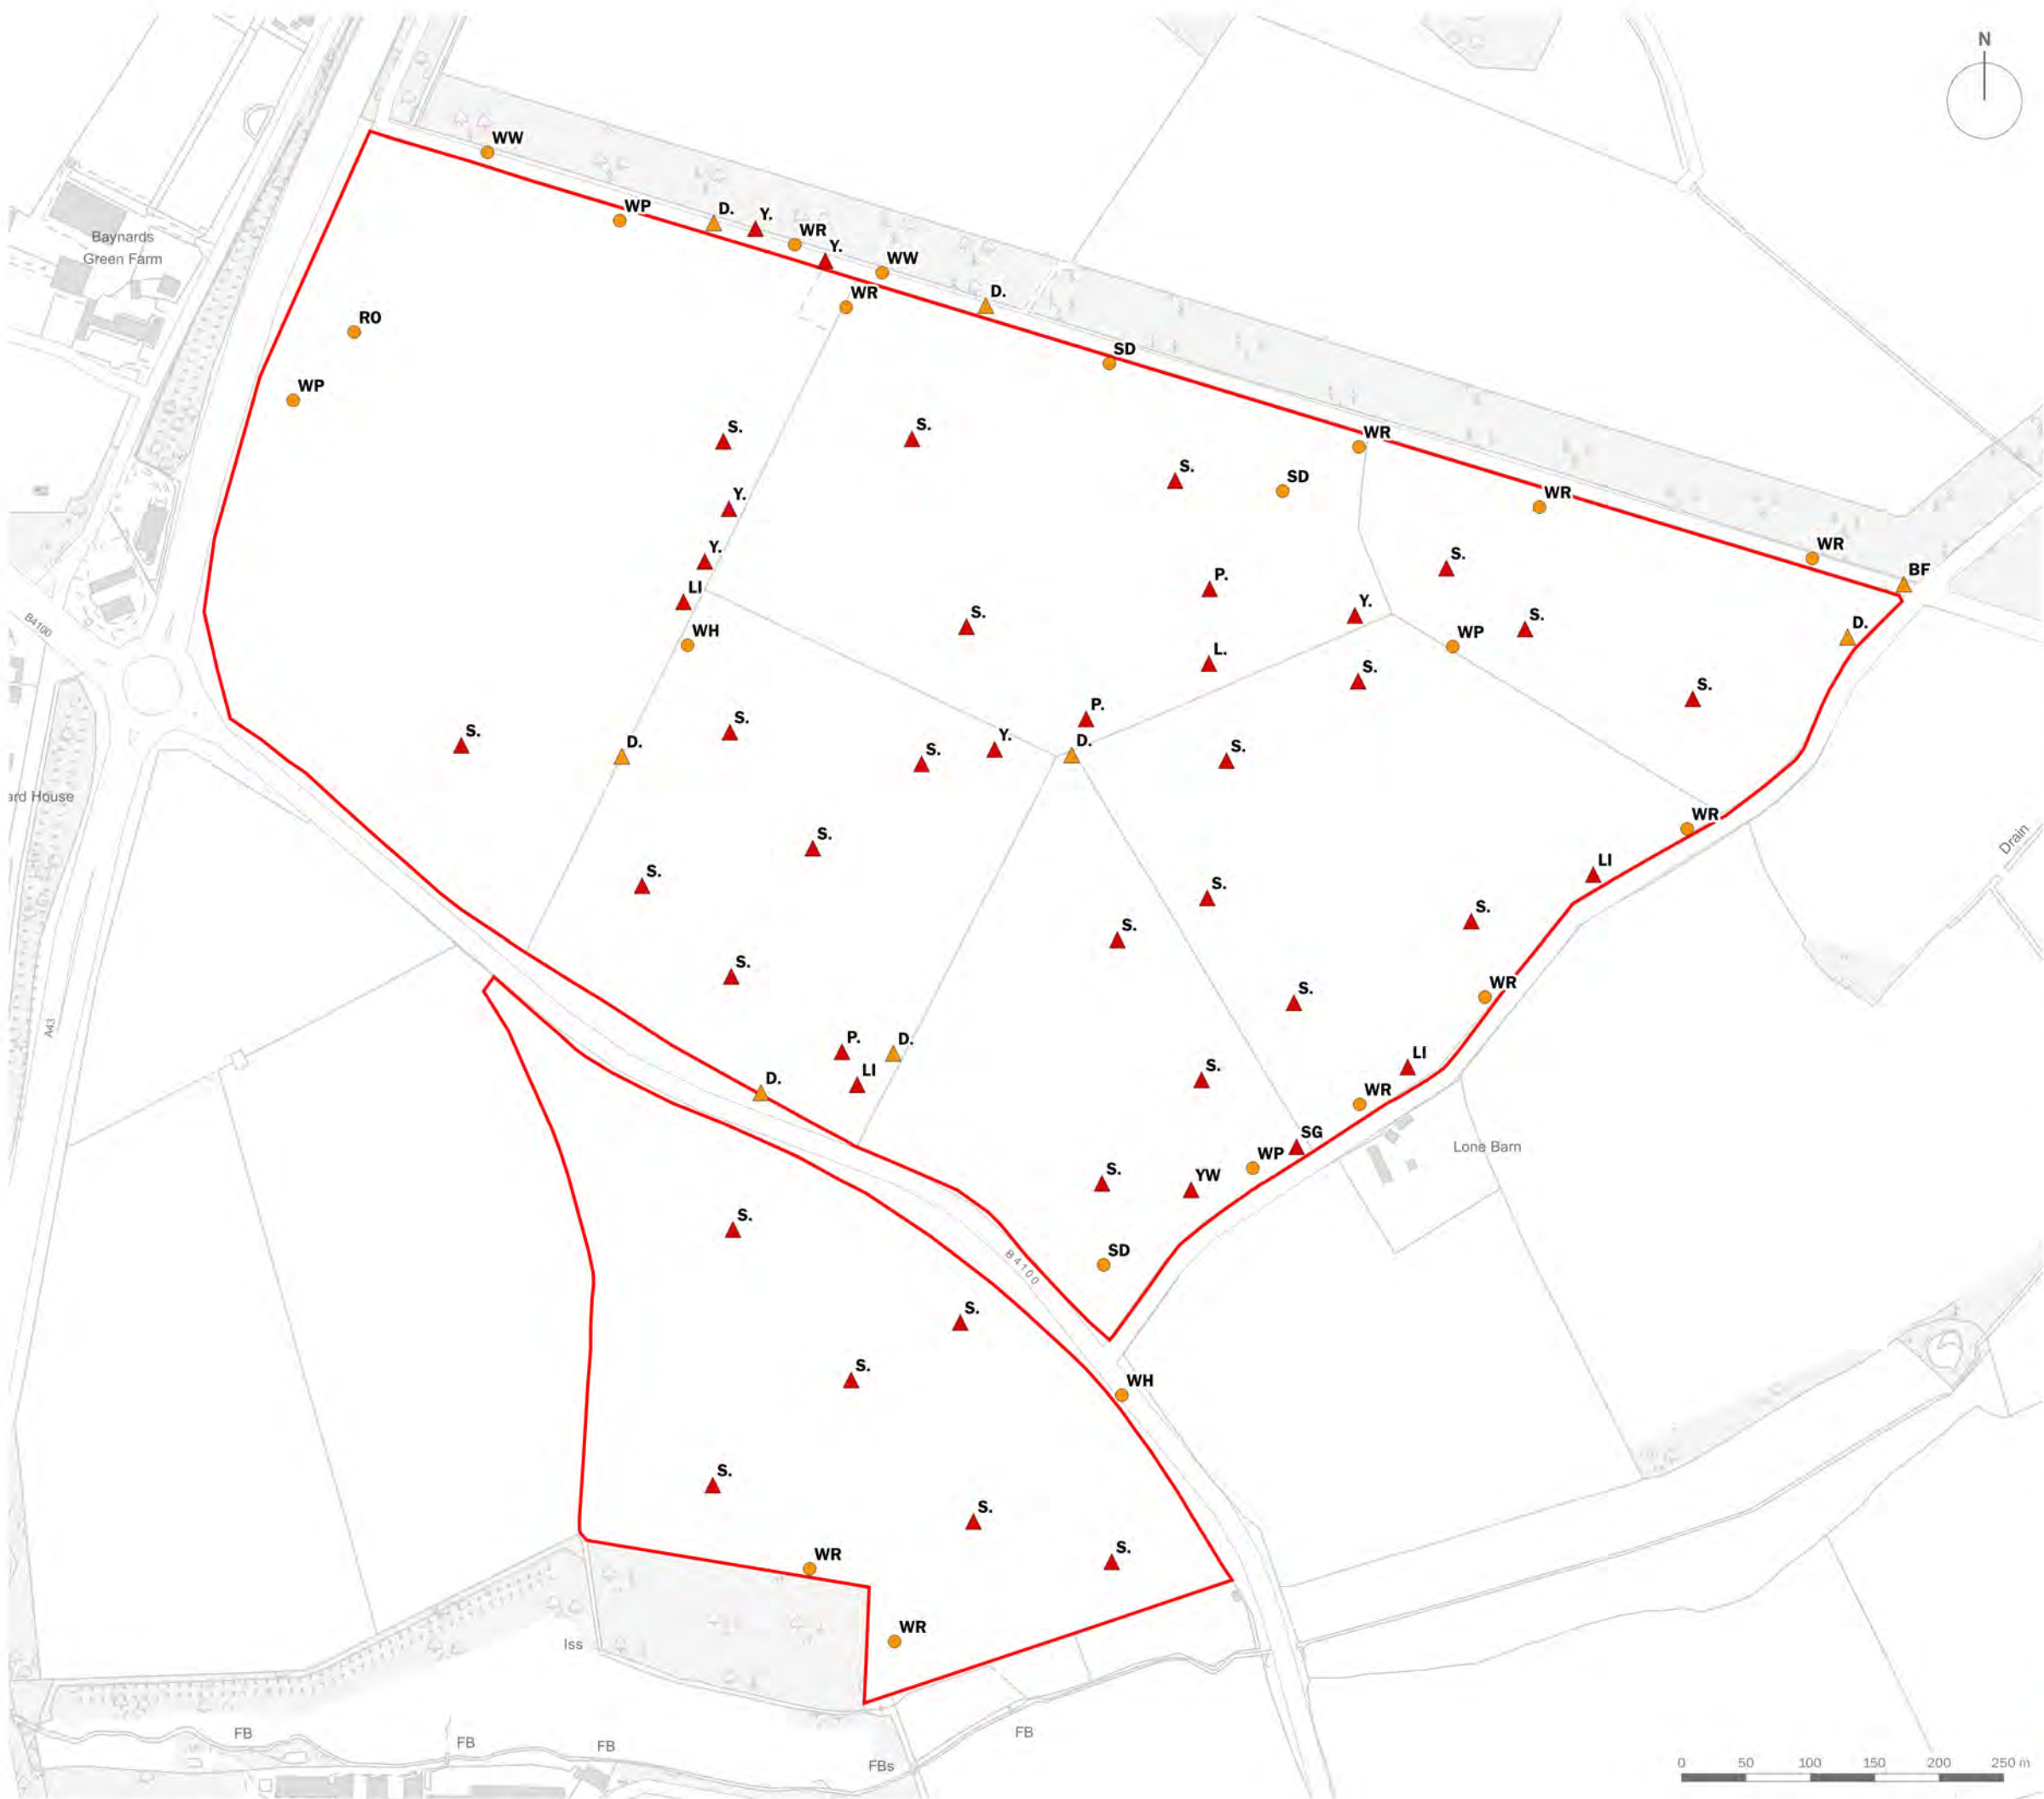 N
WW
WP
D.
Y.
WR
Y.
WW
Baynards
Green Farm
WR
D.
RO
SD
WP
S.
S.
WR
S.
SD
WR
Y.
WR
Y.
S.
BF
LI
P.
S.
Y.
S.
D.
B4100
WH
WP
L.
S.
S.
P.
S.
S.
D.
S.
Y.
D.
S.
ard House
WR
S.
Drain
LI
S.
S.
S.
S.
S.
WR
S.
A43
P.
D.
LI
LI
D.
S.
WR
SG
Lone Barn
WP
S.
YW
S.
SD
B4100
S.
S.
WH
S.
S.
S.
WR
WR
Iss
FB
FB
FB
FB
FBs
0 50 100 150 200 250 m